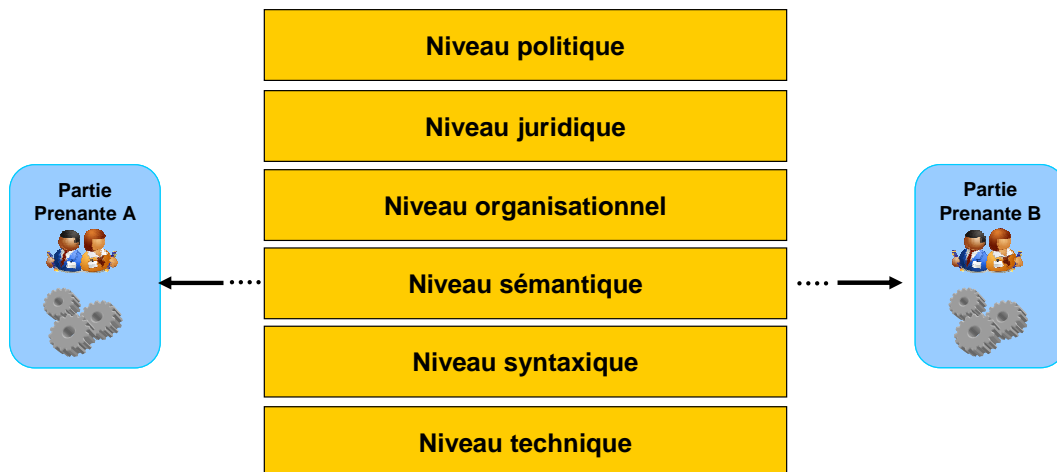 Niveau politique
Niveau juridique
Partie
Prenante A
Niveau organisationnel
Partie
Prenante B
Niveau sémantique
Niveau syntaxique
Niveau technique